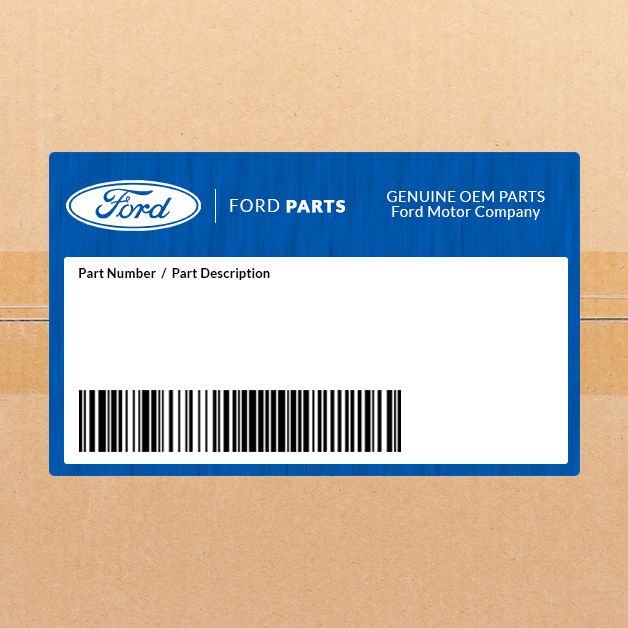 Ford
FORD PARTS
GENUINE OEM PARTS
Ford Motor Company
Part Number / Part Description